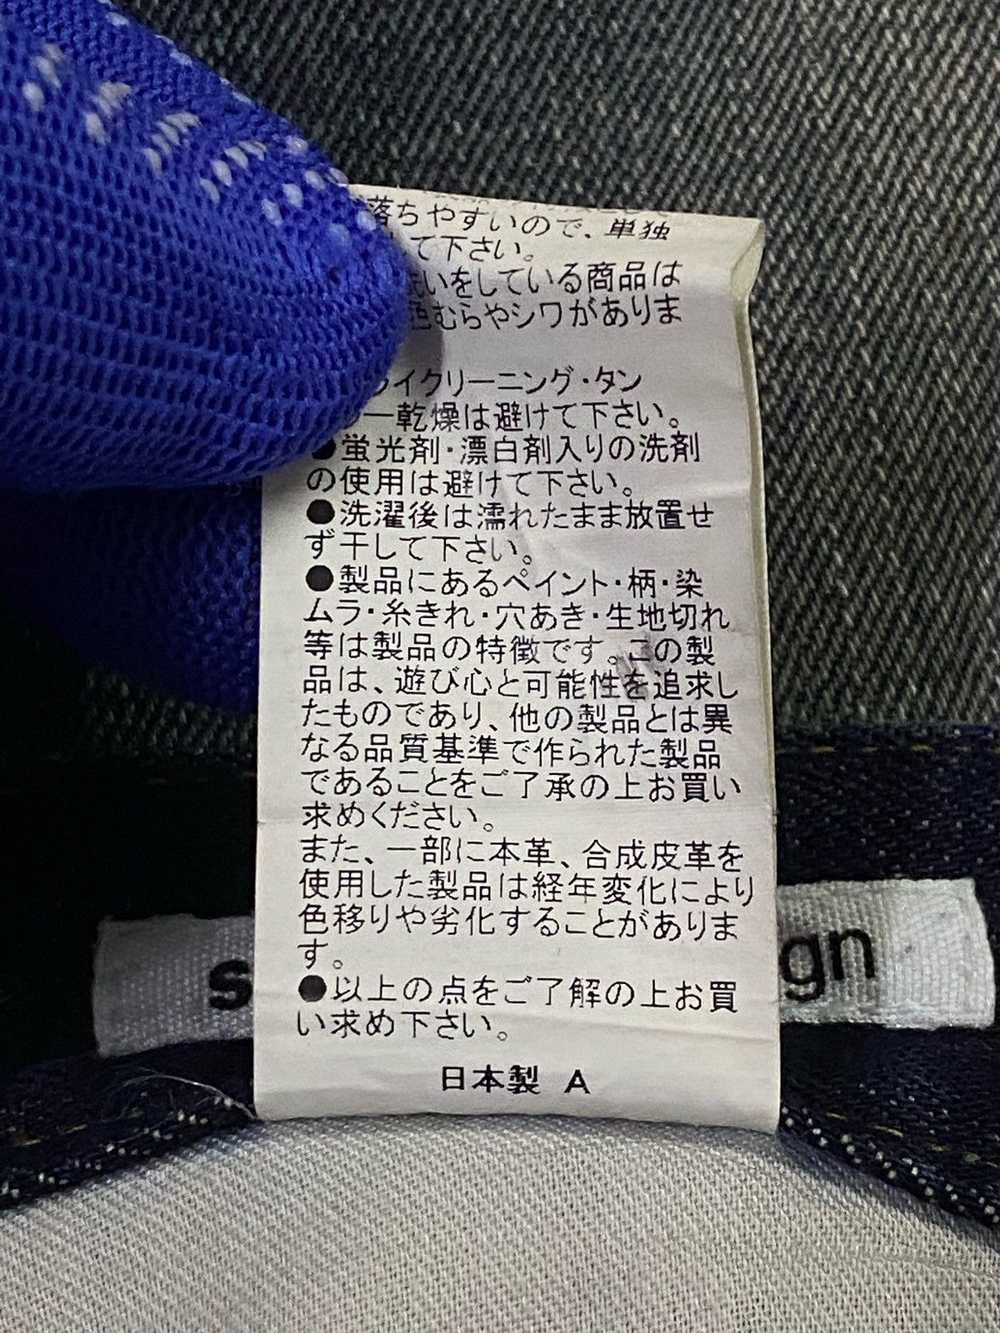 落ちやすいので、単独
て下さい。
いをしている商品は
むらやシワがありま
イクリーニング・タン
ー乾燥は避けて下さい。
●蛍光剤・漂白剤入りの洗剤
の使用は避けて下さい。
●洗濯後は濡れたまま放置せ
ず干して下さい。
●製品にあるペイント・柄・染
ムラ・糸きれ・穴あき・生地切れ
等は製品の特徴です。この製
品は、遊び心と可能性を追求し
たものであり、他の製品とは異
なる品質基準で作られた製品
であることをご了承の上お買い
求めください。
また、一部に本革、合成皮革を
使用した製品は経年変化により
色移りや劣化することがありま
す。
●以上の点をご了解の上お買
い求め下さい。
日本製 A
s gn